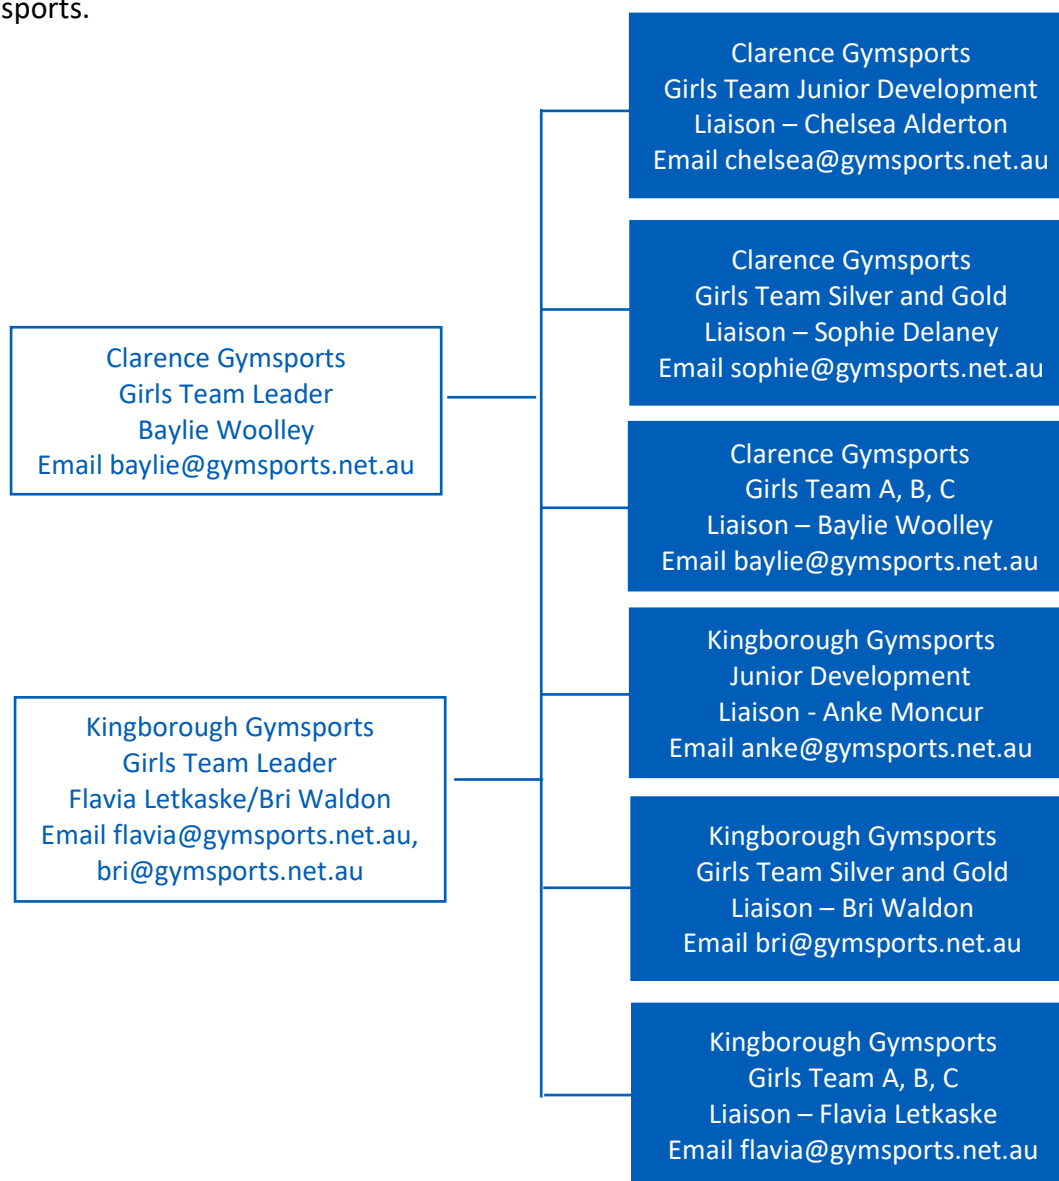 sports.
Clarence Gymsports
Girls Team Junior Development
Liaison – Chelsea Alderton
Email chelsea@gymsports.net.au
Clarence Gymsports
Girls Team Silver and Gold
Liaison – Sophie Delaney
Email sophie@gymsports.net.au
Clarence Gymsports
Girls Team Leader
Baylie Woolley
Email baylie@gymsports.net.au
Clarence Gymsports
Girls Team A, B, C
Liaison – Baylie Woolley
Email baylie@gymsports.net.au
Kingborough Gymsports
Junior Development
Liaison - Anke Moncur
Email anke@gymsports.net.au
Kingborough Gymsports
Girls Team Leader
Flavia Letkaske/Bri Waldon
Email flavia@gymsports.net.au,
bri@gymsports.net.au
Kingborough Gymsports
Girls Team Silver and Gold
Liaison – Bri Waldon
Email bri@gymsports.net.au
Kingborough Gymsports
Girls Team A, B, C
Liaison – Flavia Letkaske
Email flavia@gymsports.net.au